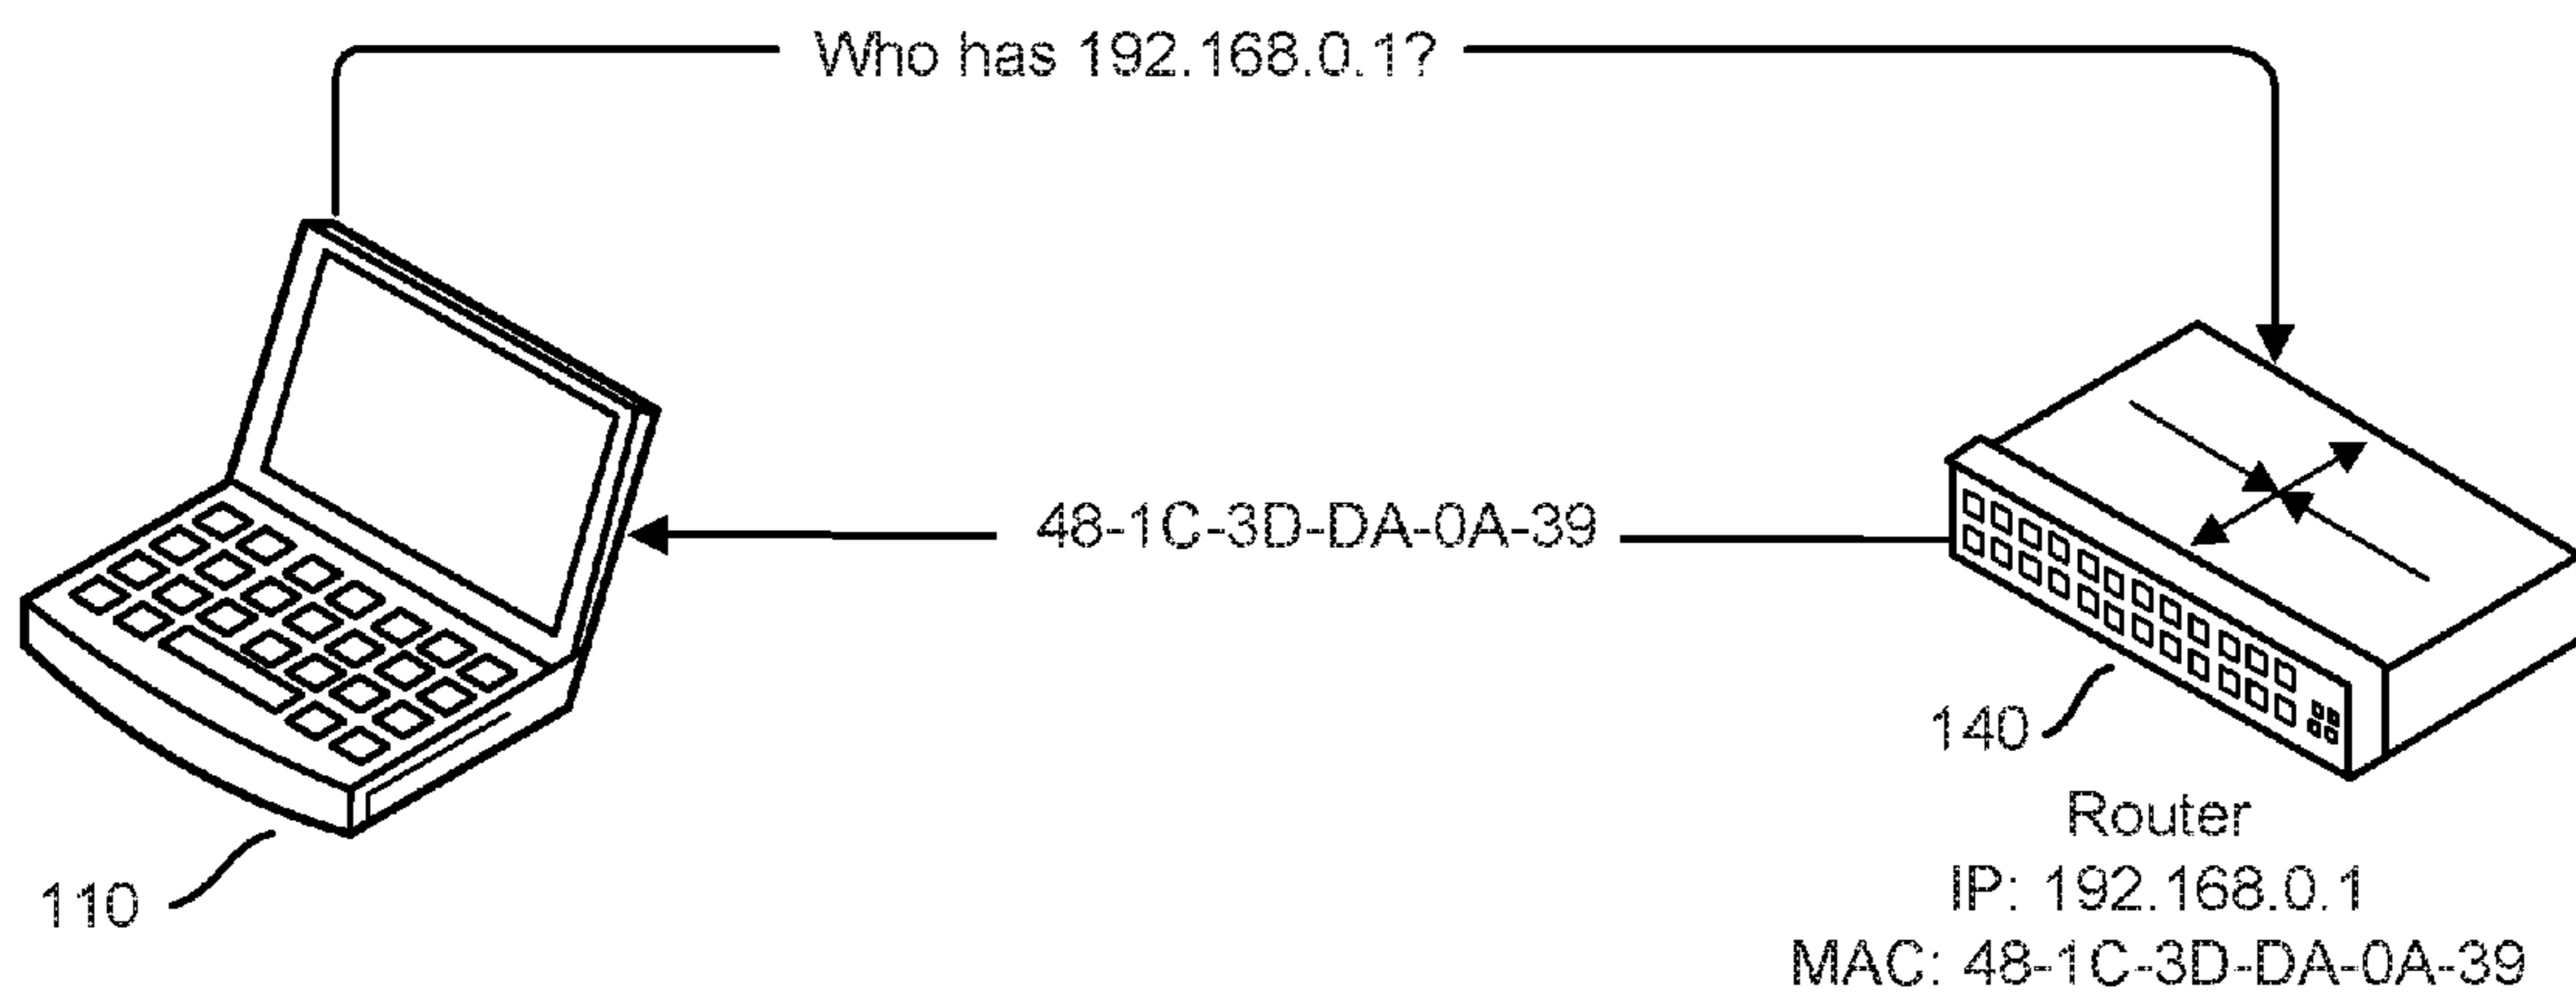 Who has 192.168.0.1?
48-1C-3D-DA-0A-39
110
140
Router
IP: 192.168.0.1
MAC: 48-1C-3D-DA-0A-39